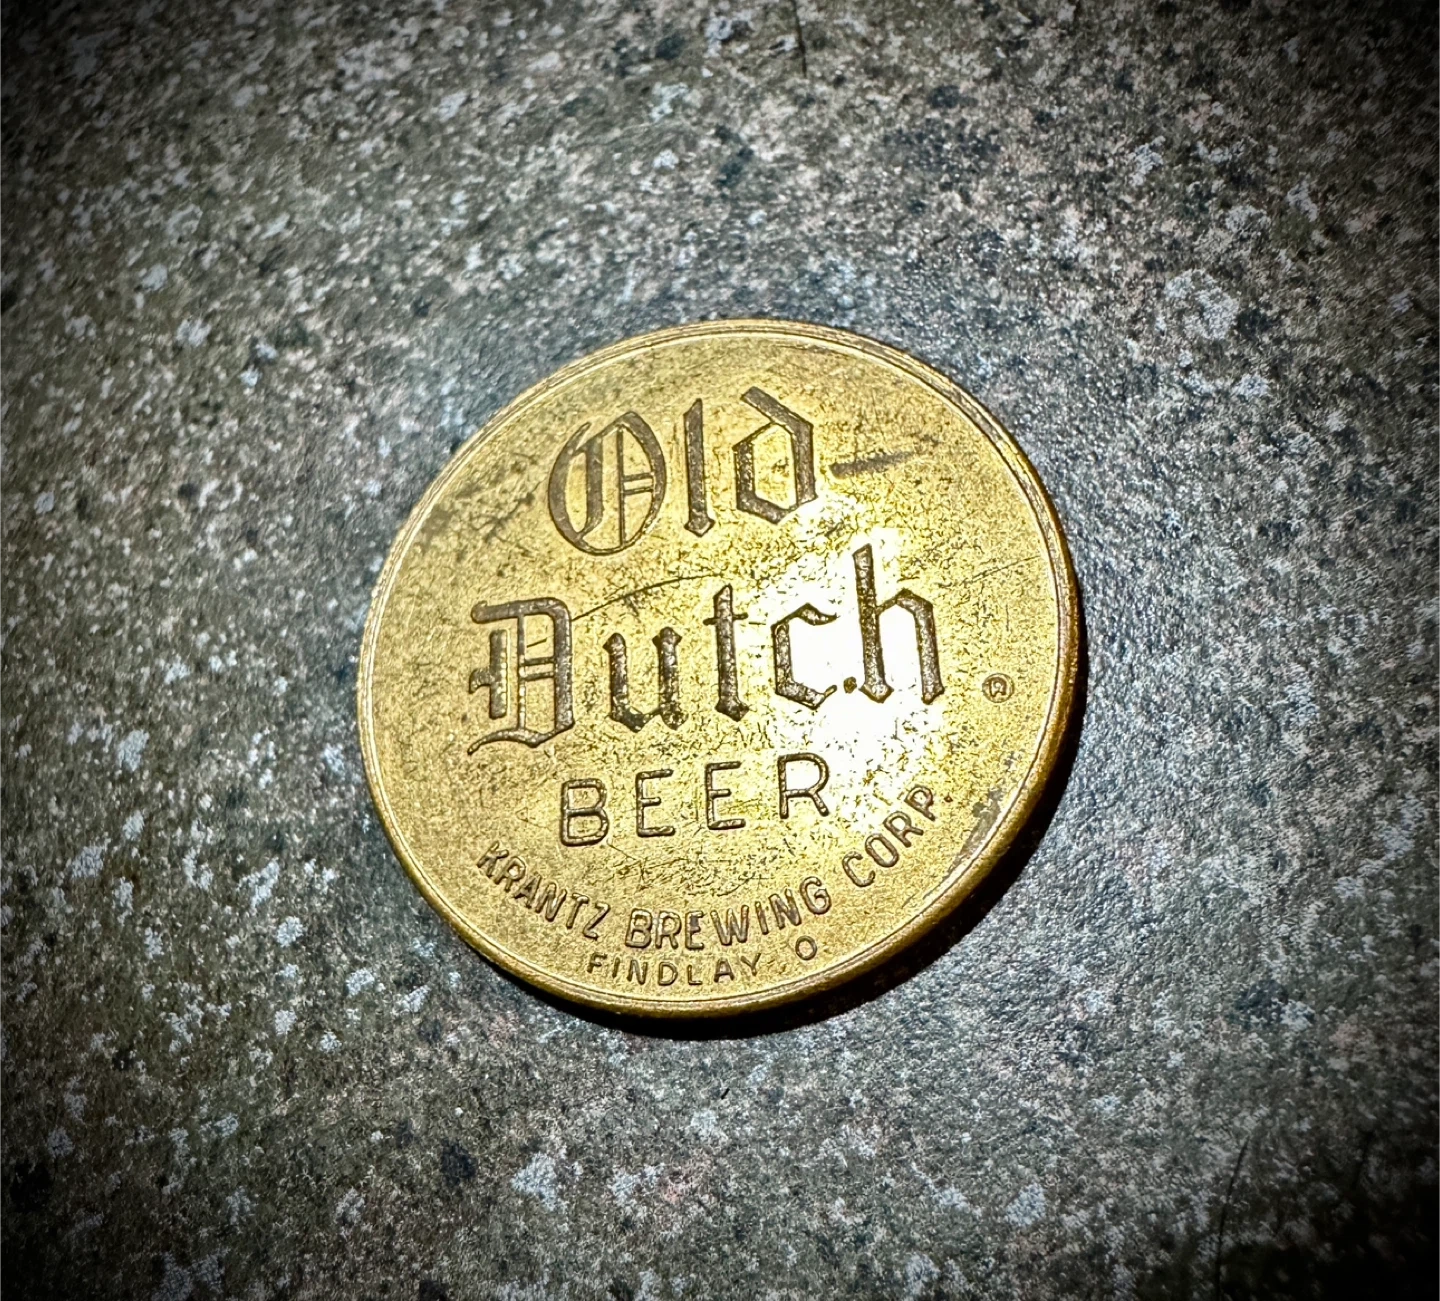 Old
Dutch
®
BEER
KRANTZ BREWING CORP.
FINDLAY, O